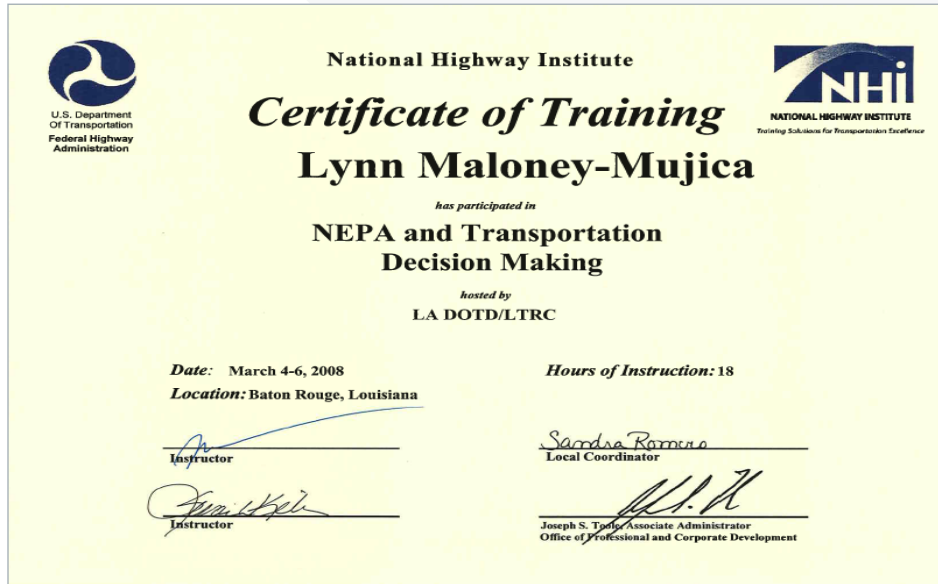 U.S. Department
Of Transportation
Federal Highway
Administration
National Highway Institute
NHi
NATIONAL HIGHWAY INSTITUTE
Training Solutions for Transportation Excellence
Certificate of Training
Lynn Maloney-Mujica
has participated in
NEPA and Transportation
Decision Making
hosted by
LA DOTD/LTRC
Date: March 4-6, 2008
Location: Baton Rouge, Louisiana
Hours of Instruction: 18
Instructor
Sandra Romero
Local Coordinator
Instructor
Joseph S. Toole, Associate Administrator
Office of Professional and Corporate Development